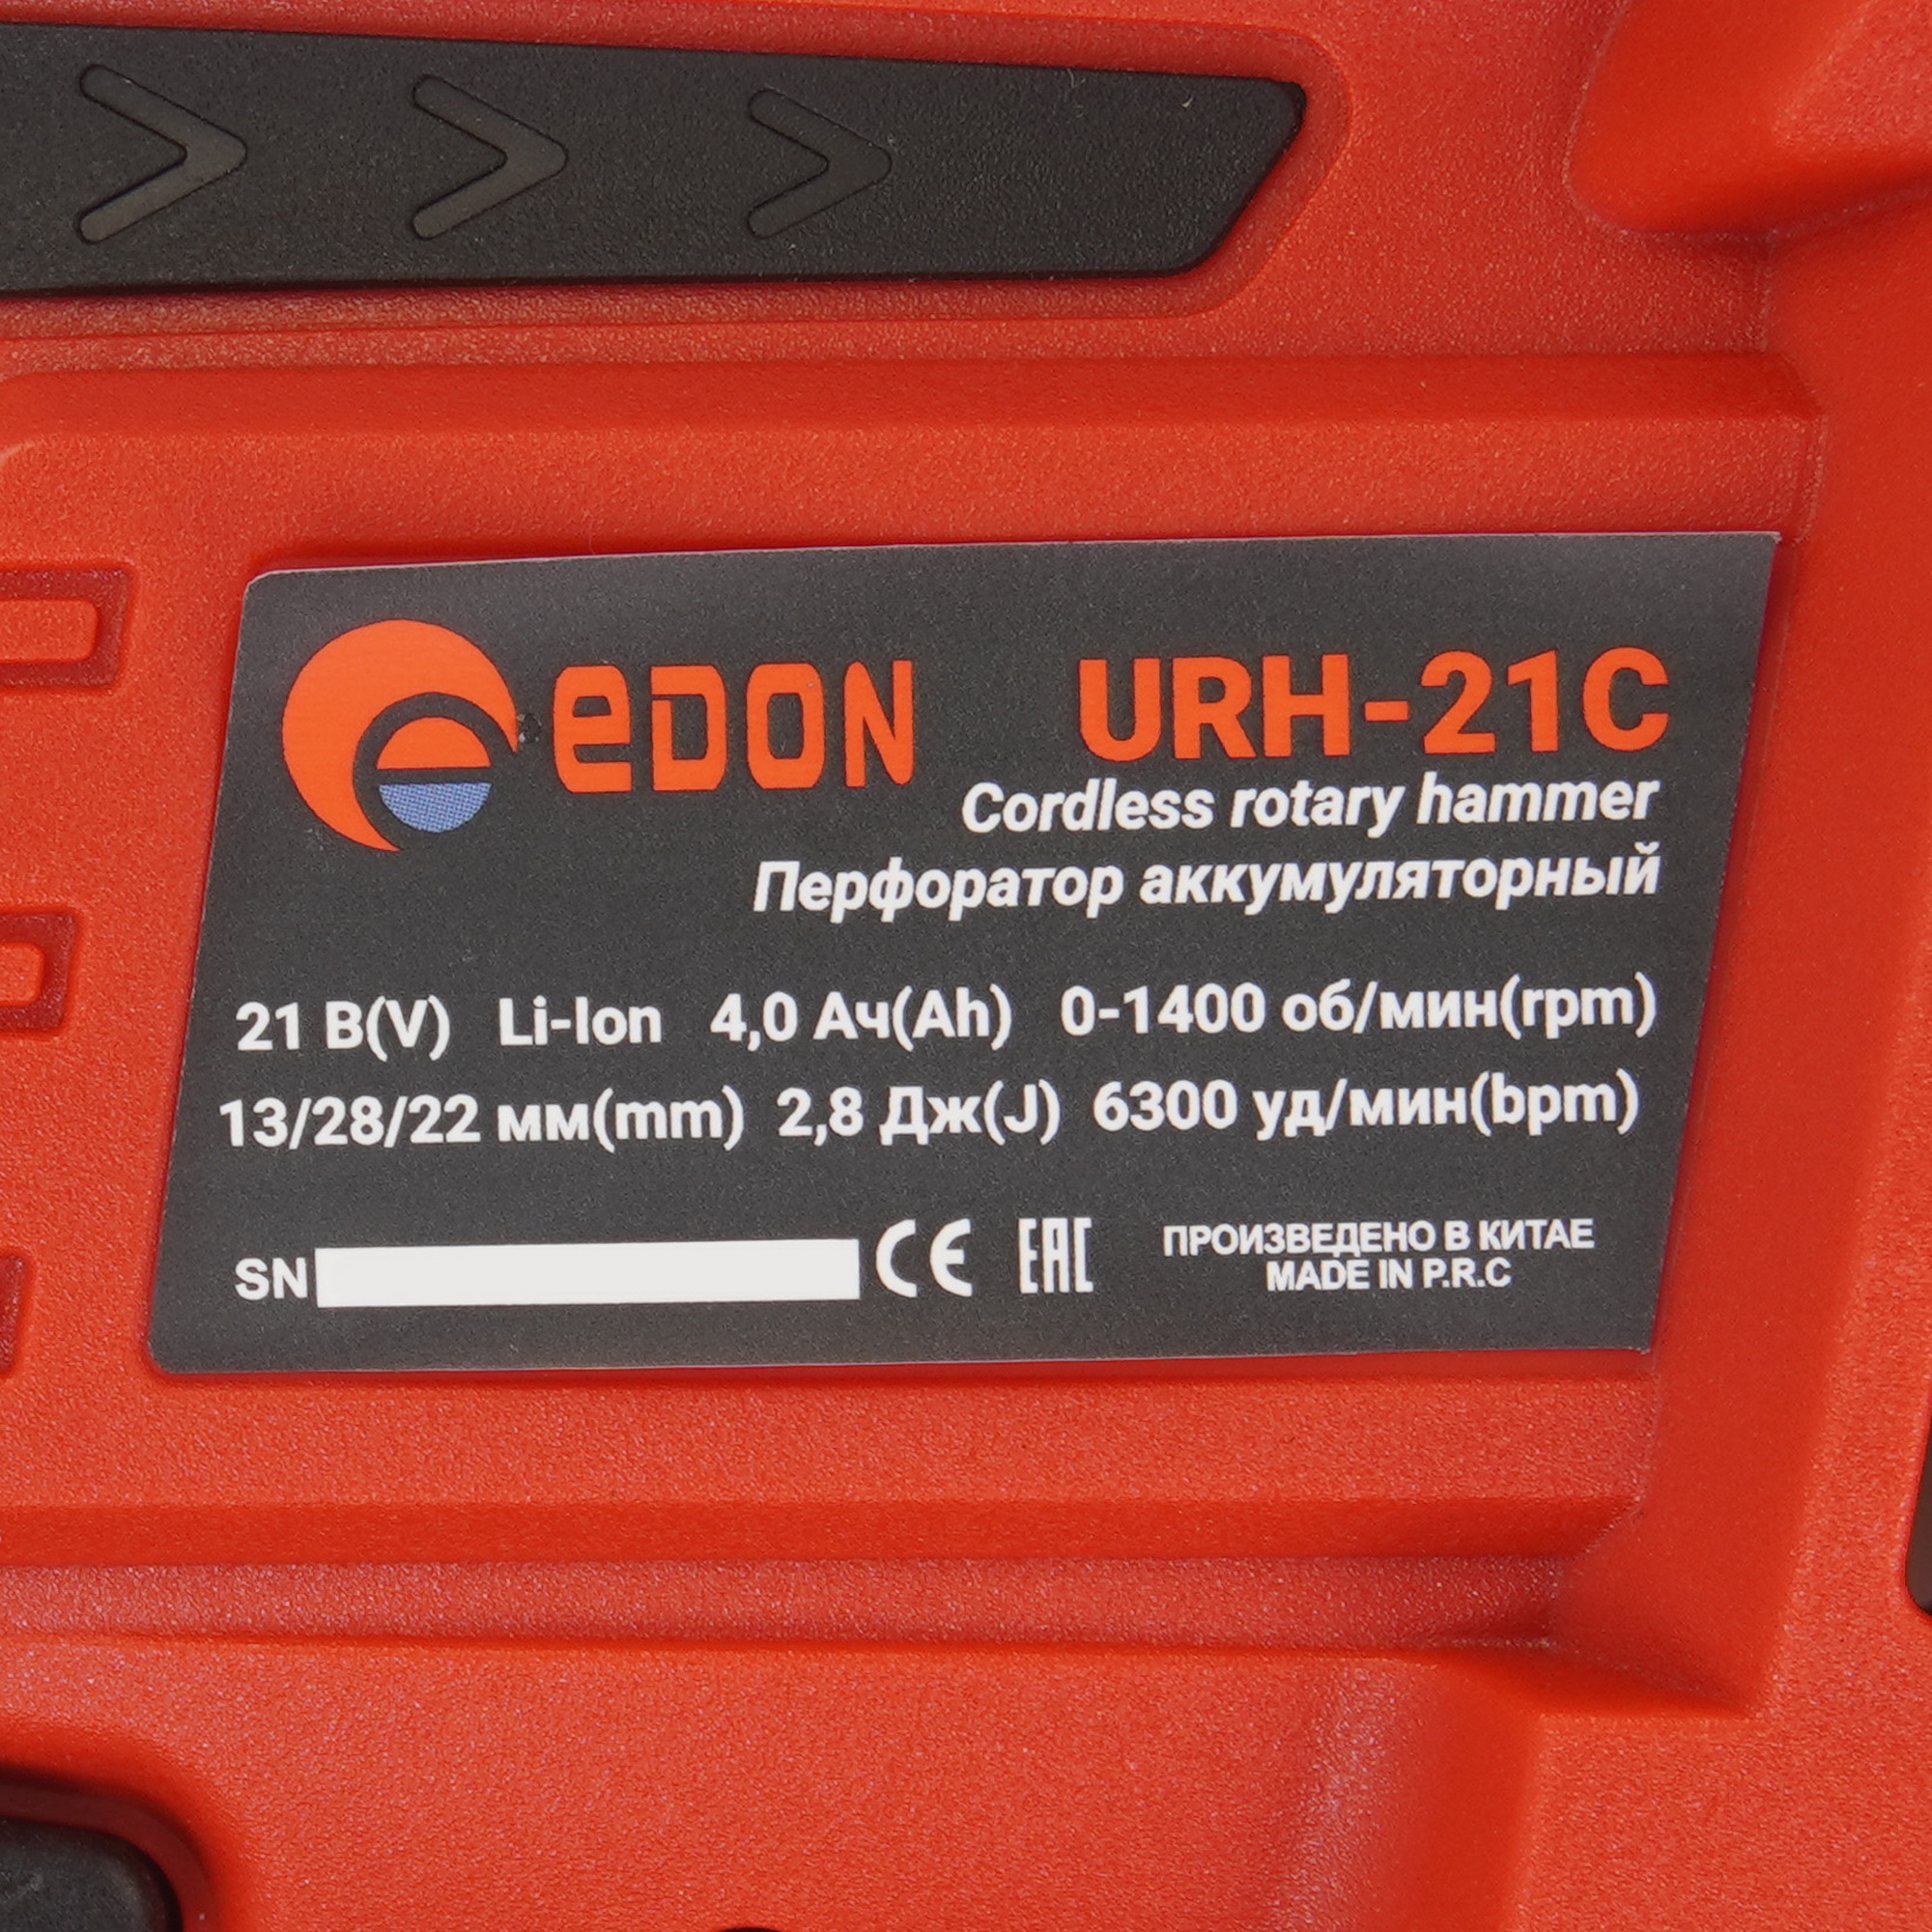 eDON URH-21C
Cordless rotary hammer
Перфоратор аккумуляторный
21 В(V) Li-Ion 4,0 Ач(Ah) 0-1400 об/мин(rpm)
13/28/22 мм(mm) 2,8 Дж(J) 6300 уд/мин(bpm)
SN CE EAC ПРОИЗВЕДЕНО В КИТАЕ
MADE IN P.R.C